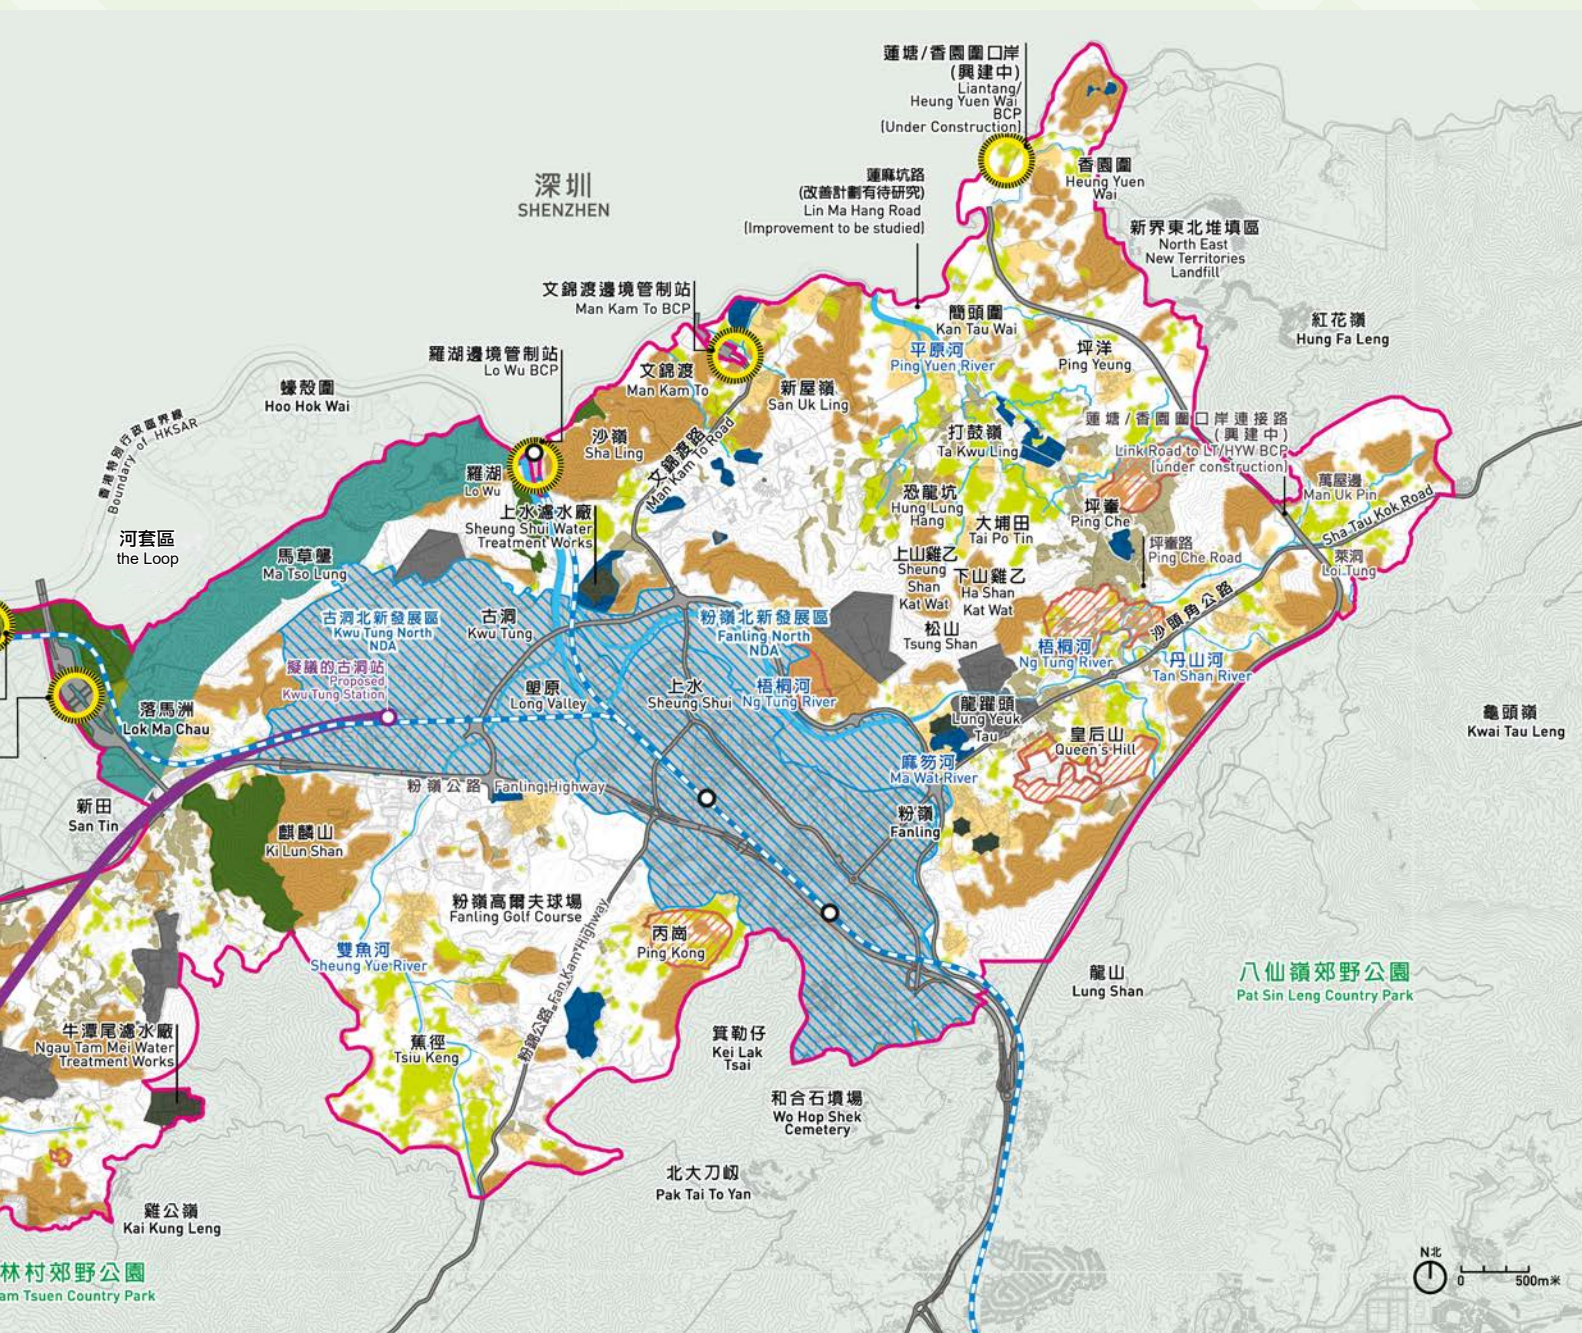 蓮塘/香園圍口岸
(興建中)
Liantang/
Heung Yuen Wai
BCP
(Under Construction)
香園圍
Heung Yuen
Wai
深圳
SHENZHEN
蓮麻坑路
(改善計劃有待研究)
Lin Ma Hang Road
(Improvement to be studied)
新界東北堆填區
North East
New Territories
Landfill
文錦渡邊境管制站
Man Kam To BCP
簡頭圍
Kan Tau Wai
紅花嶺
Hung Fa Leng
平原河
Ping Yuen River
坪洋
Ping Yeung
羅湖邊境管制站
Lo Wu BCP
文錦渡
Man Kam To
新屋嶺
San Uk Ling
蠔殼圍
Hoo Hok Wai
香港特別行政區界線
Boundary of HKSAR
沙嶺
Sha Ling
文錦渡路
Man Kam To Road
打鼓嶺
Ta Kwu Ling
蓮塘/香園圍口岸連接路
(興建中)
Link Road to LT/HYW BCP
(under construction)
羅湖
Lo Wu
萬屋邊
Man Uk Pin
Sha Tau Kok Road
恐龍坑
Hung Lung
Hang
坪輋
Ping Che
上水濾水廠
Sheung Shui Water
Treatment Works
大埔田
Tai Po Tin
河套區
the Loop
馬草壟
Ma Tso Lung
坪輋路
Ping Che Road
萊洞
Loi Tung
上山雞乙
Sheung
Shan
Kat Wat
下山雞乙
Ha Shan
Kat Wat
古洞北新發展區
Kwu Tung North
NDA
古洞
Kwu Tung
粉嶺北新發展區
Fanling North
NDA
沙頭角公路
松山
Tsung Shan
梧桐河
Ng Tung River
丹山河
Tan Shan River
擬議的古洞站
Proposed
Kwu Tung Station
塱原
Long Valley
上水
Sheung Shui
梧桐河
Ng Tung River
龍躍頭
Lung Yeuk
Tau
落馬洲
Lok Ma Chau
皇后山
Queen's Hill
龜頭嶺
Kwai Tau Leng
麻笏河
Ma Wat River
粉嶺公路
Fanling Highway
新田
San Tin
粉嶺
Fanling
麒麟山
Ki Lun Shan
粉嶺高爾夫球場
Fanling Golf Course
丙崗
Ping Kong
雙魚河
Sheung Yue River
粉錦公路 Fan Kam Highway
龍山
Lung Shan
八仙嶺郊野公園
Pat Sin Leng Country Park
牛潭尾濾水廠
Ngau Tam Mei Water
Treatment Works
蕉徑
Tsiu Keng
箕勒仔
Kei Lak
Tsai
和合石墳場
Wo Hop Shek
Cemetery
北大刀屻
Pak Tai To Yan
雞公嶺
Kai Kung Leng
林村郊野公園
am Tsuen Country Park
N北
0 500m米